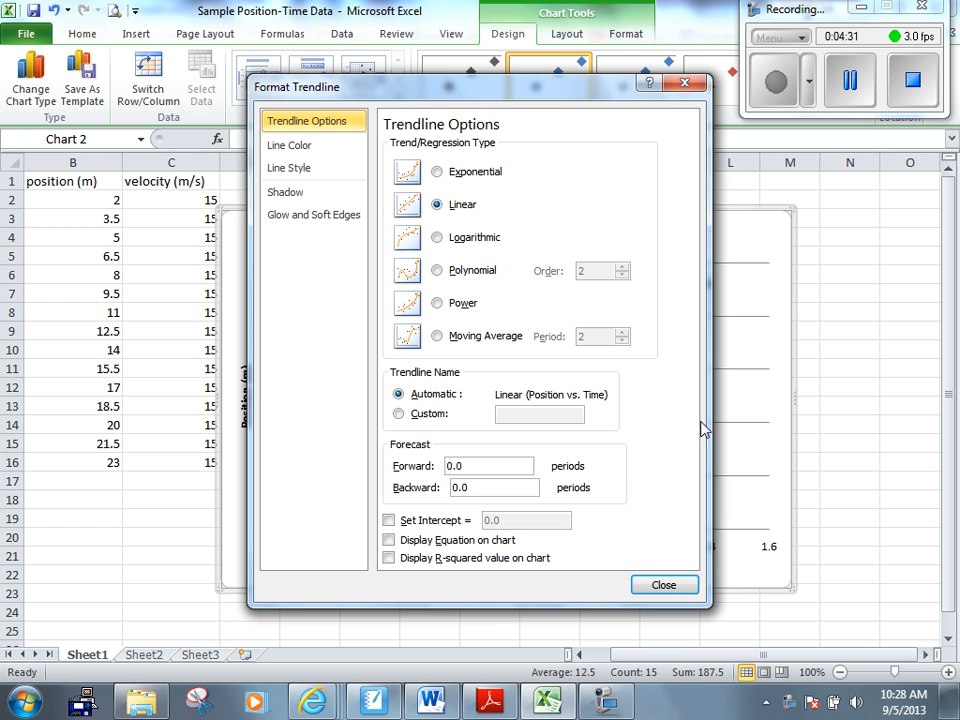 Sample Position-Time Data - Microsoft Excel
Chart Tools
Recording...
File Home Insert Page Layout Formulas Data Review View Design Layout Format
Menu 0:04:31 3.0 fps
Change Chart Type
Save As Template
Switch Row/Column
Select Data
Type
Data
Chart 2
fx
B C L M N O
1 position (m) velocity (m/s)
2 2 15
3 3.5 15
4 5 15
5 6.5 15
6 8 15
7 9.5 15
8 11 15
9 12.5 15
10 14 15
11 15.5 15
12 17 15
13 18.5 15
14 20 15
15 21.5 15
16 23 15
17
18
19
20
21
22
23
24
25
Position (m)
1.6
Format Trendline
Trendline Options
Line Color
Line Style
Shadow
Glow and Soft Edges
Trendline Options
Trend/Regression Type
Exponential
Linear
Logarithmic
Polynomial Order: 2
Power
Moving Average Period: 2
Trendline Name
Automatic : Linear (Position vs. Time)
Custom:
Forecast
Forward: 0.0 periods
Backward: 0.0 periods
Set Intercept = 0.0
Display Equation on chart
Display R-squared value on chart
Close
Sheet1 Sheet2 Sheet3
Ready Average: 12.5 Count: 15 Sum: 187.5 100%
10:28 AM
9/5/2013